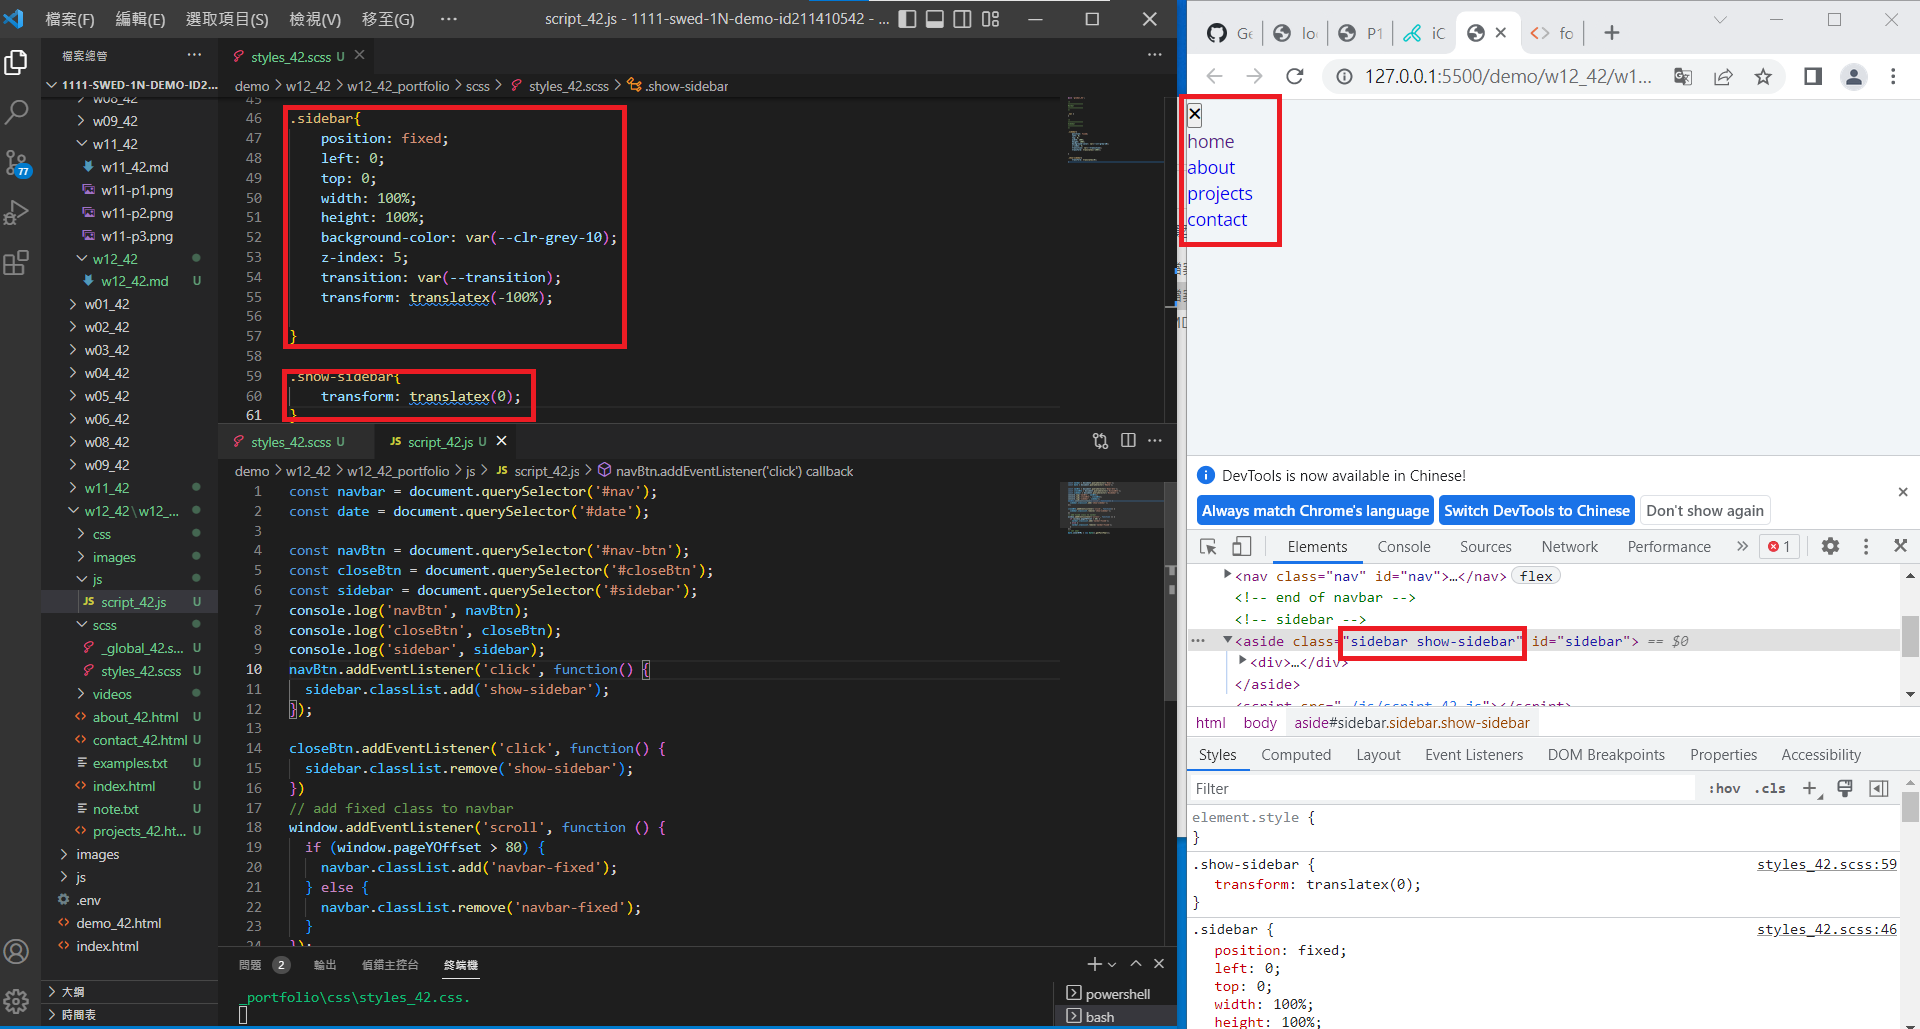 檔案(F) 編輯(E) 選取項目(S) 檢視(V) 移至(G) ···
script_42.js - 1111-swed-1N-demo-id211410542 - ...
檔案總管 ···
1111-SWED-1N-DEMO-ID2...
w08_42
w09_42
w11_42
w11_42.md
w11-p1.png
w11-p2.png
w11-p3.png
w12_42
w12_42.md U
w01_42
w02_42
w03_42
w04_42
w05_42
w06_42
w08_42
w09_42
w11_42
w12_42\w12_...
css
images
js
script_42.js U
scss
_global_42.s... U
styles_42.scss U
videos
about_42.html U
contact_42.html U
examples.txt U
index.html U
note.txt U
projects_42.ht... U
images
js
.env
demo_42.html
index.html
大綱
時間表
77
styles_42.scss U
demo > w12_42 > w12_42_portfolio > scss > styles_42.scss > .show-sidebar
45
46 .sidebar{
47 position: fixed;
48 left: 0;
49 top: 0;
50 width: 100%;
51 height: 100%;
52 background-color: var(--clr-grey-10);
53 z-index: 5;
54 transition: var(--transition);
55 transform: translatex(-100%);
56
57 }
58
59 .show-sidebar{
60 transform: translatex(0);
61 }
styles_42.scss U JS script_42.js U
demo > w12_42 > w12_42_portfolio > js > JS script_42.js > navBtn.addEventListener('click') callback
1 const navbar = document.querySelector('#nav');
2 const date = document.querySelector('#date');
3
4 const navBtn = document.querySelector('#nav-btn');
5 const closeBtn = document.querySelector('#closeBtn');
6 const sidebar = document.querySelector('#sidebar');
7 console.log('navBtn', navBtn);
8 console.log('closeBtn', closeBtn);
9 console.log('sidebar', sidebar);
10 navBtn.addEventListener('click', function() {
11 sidebar.classList.add('show-sidebar');
12 });
13
14 closeBtn.addEventListener('click', function() {
15 sidebar.classList.remove('show-sidebar');
16 })
17 // add fixed class to navbar
18 window.addEventListener('scroll', function () {
19 if (window.pageYOffset > 80) {
20 navbar.classList.add('navbar-fixed');
21 } else {
22 navbar.classList.remove('navbar-fixed');
23 }
24 });
問題 2 輸出 偵錯主控台 終端機
_portfolio\css\styles_42.css.
powershell
bash
Ge lo P1 iC fo
127.0.0.1:5500/demo/w12_42/w1...
home
about
projects
contact
DevTools is now available in Chinese!
Always match Chrome's language Switch DevTools to Chinese Don't show again
Elements Console Sources Network Performance » 1
<nav class="nav" id="nav">…</nav> flex
<!-- end of navbar -->
<!-- sidebar -->
<aside class="sidebar show-sidebar" id="sidebar"> == $0
<div>…</div>
</aside>
<script src="./js/script_42.js"></script>
html body aside#sidebar.sidebar.show-sidebar
Styles Computed Layout Event Listeners DOM Breakpoints Properties Accessibility
Filter :hov .cls +
element.style {
}
.show-sidebar { styles_42.scss:59
transform: translatex(0);
}
.sidebar { styles_42.scss:46
position: fixed;
left: 0;
top: 0;
width: 100%;
height: 100%;